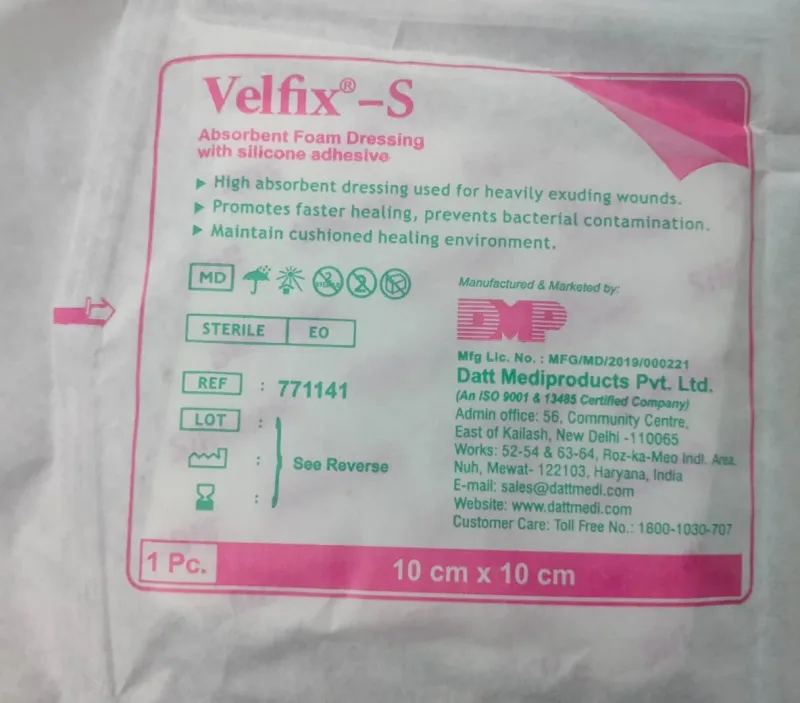 Velfix®-S
Absorbent Foam Dressing
with silicone adhesive
High absorbent dressing used for heavily exuding wounds.
Promotes faster healing, prevents bacterial contamination.
Maintain cushioned healing environment.
MD
STERILE EO
REF : 771141
LOT :
:
:
See Reverse
Manufactured & Marketed by:
DMP
Mfg Lic. No. : MFG/MD/2019/000221
Datt Mediproducts Pvt. Ltd.
(An ISO 9001 & 13485 Certified Company)
Admin office: 56, Community Centre,
East of Kailash, New Delhi -110065
Works: 52-54 & 63-64, Roz-ka-Meo Indl. Area.
Nuh, Mewat- 122103, Haryana, India
E-mail: sales@dattmedi.com
Website: www.dattmedi.com
Customer Care: Toll Free No.: 1800-1030-707
1 Pc.
10 cm x 10 cm